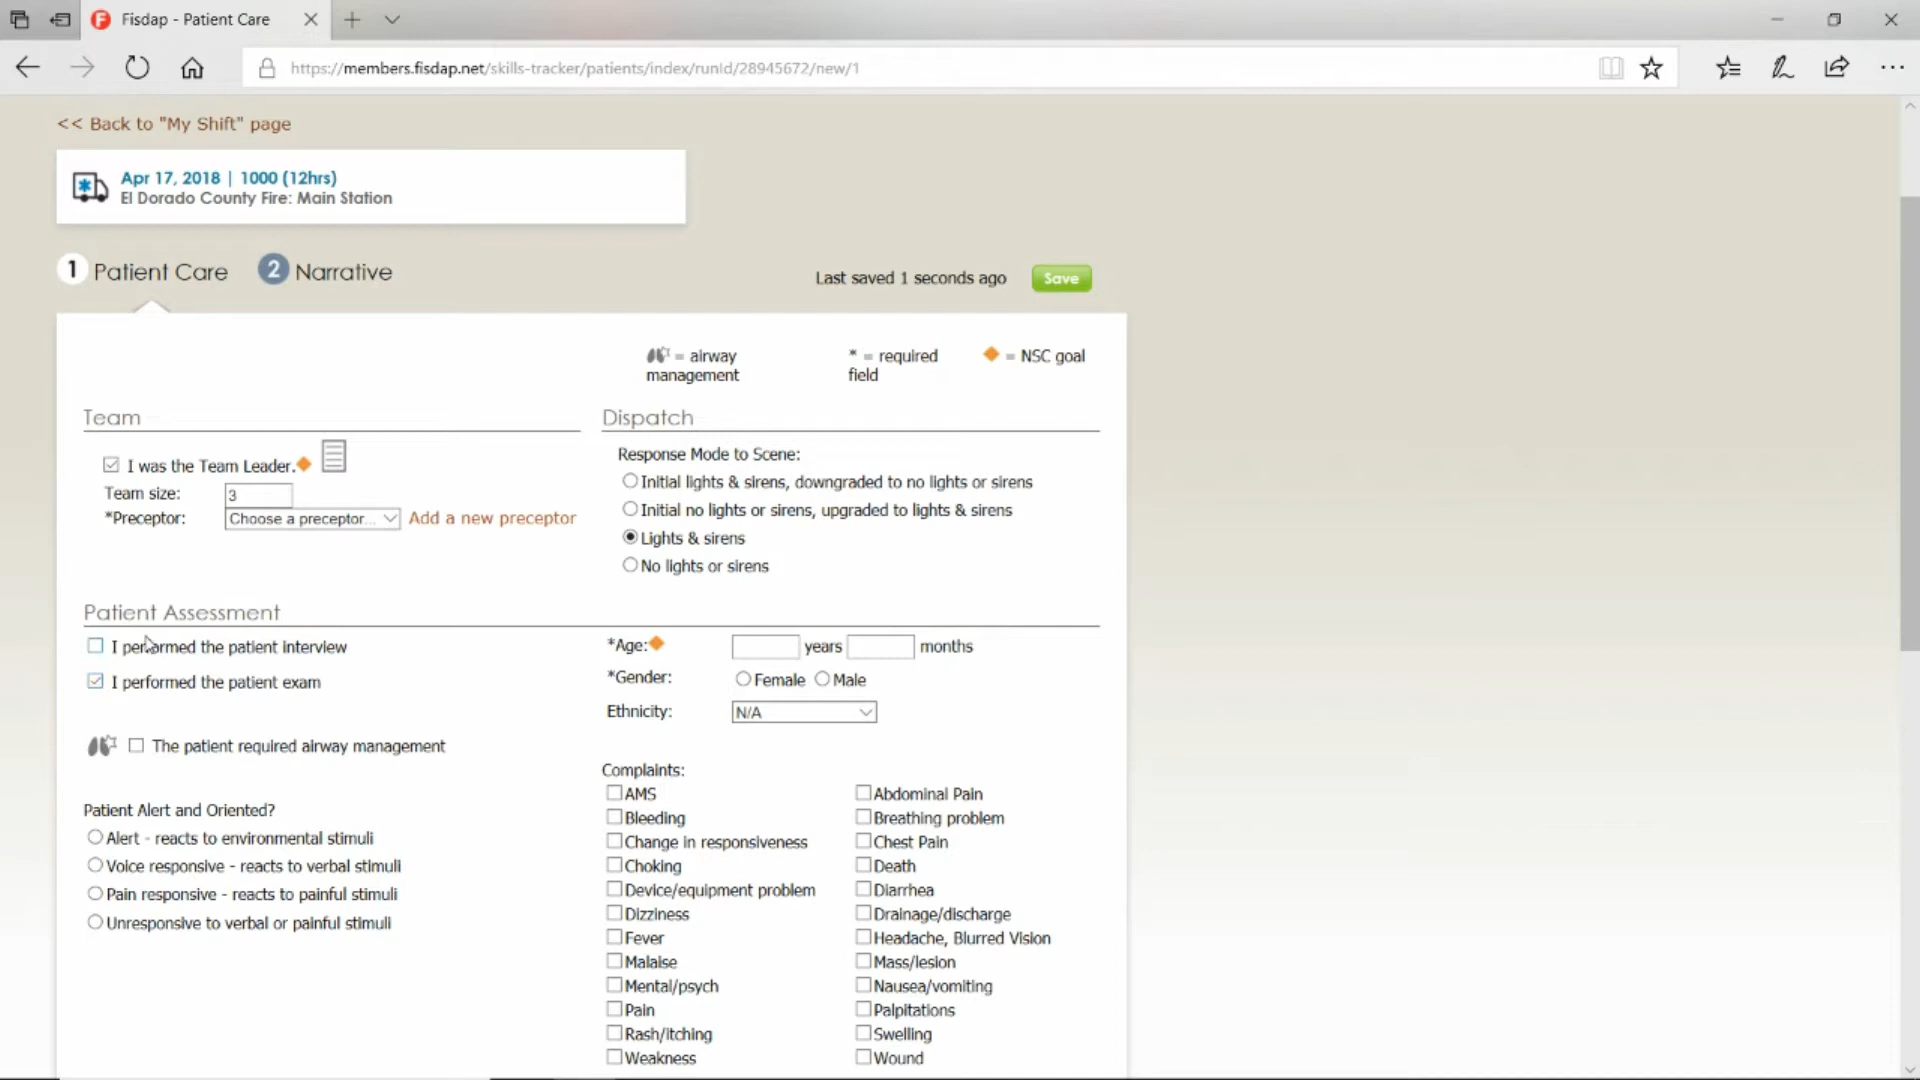 Fisdap - Patient Care
https://members.fisdap.net/skills-tracker/patients/index/runId/28945672/new/1
<< Back to "My Shift" page
Apr 17, 2018 | 1000 (12hrs)
El Dorado County Fire: Main Station
1 Patient Care 2 Narrative
Last saved 1 seconds ago Save
= airway management
* = required field
= NSC goal
Team
I was the Team Leader.
Team size: 3
*Preceptor: Choose a preceptor... Add a new preceptor
Dispatch
Response Mode to Scene:
Initial lights & sirens, downgraded to no lights or sirens
Initial no lights or sirens, upgraded to lights & sirens
Lights & sirens
No lights or sirens
Patient Assessment
I performed the patient interview
I performed the patient exam
The patient required airway management
Patient Alert and Oriented?
Alert - reacts to environmental stimuli
Voice responsive - reacts to verbal stimuli
Pain responsive - reacts to painful stimuli
Unresponsive to verbal or painful stimuli
*Age: years months
*Gender: Female Male
Ethnicity: N/A
Complaints:
AMS Abdominal Pain
Bleeding Breathing problem
Change in responsiveness Chest Pain
Choking Death
Device/equipment problem Diarrhea
Dizziness Drainage/discharge
Fever Headache, Blurred Vision
Malaise Mass/lesion
Mental/psych Nausea/vomiting
Pain Palpitations
Rash/itching Swelling
Weakness Wound